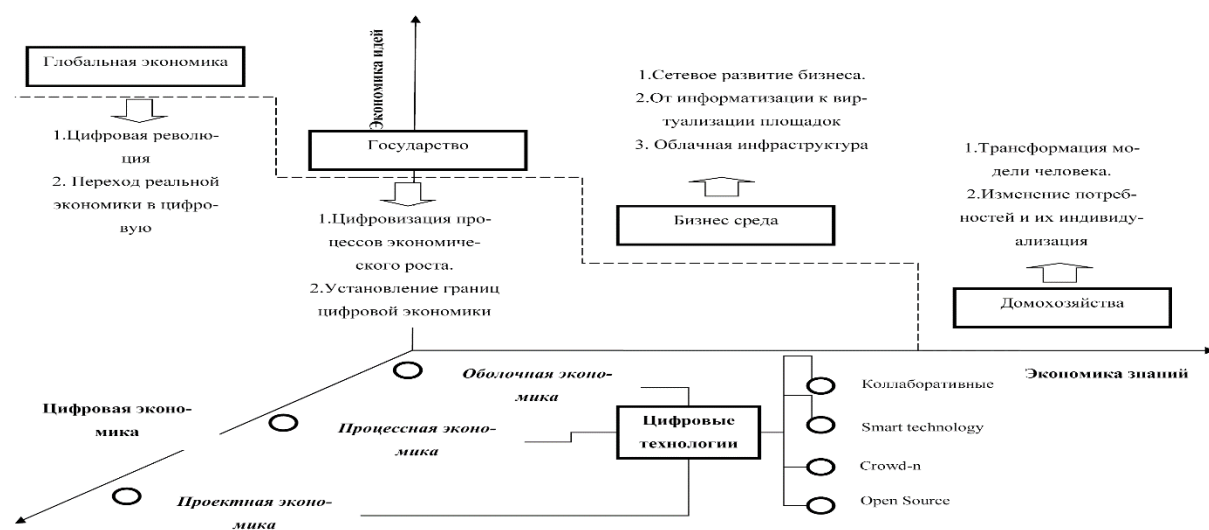 Глобальная экономика
1.Цифровая револю-
ция
2. Переход реальной
экономики в цифро-
вую
Экономика идей
Государство
1.Цифровизация про-
цессов экономиче-
ского роста.
2.Установление границ
цифровой экономики
1.Сетевое развитие бизнеса.
2.От информатизации к вир-
туализации площадок
3. Облачная инфраструктура
Бизнес среда
1.Трансформация мо-
дели человека.
2.Изменение потреб-
ностей и их индивиду-
ализация
Домохозяйства
Экономика знаний
Цифровая эконо-
мика
Оболочная эконо-
мика
Процессная эконо-
мика
Проектная эконо-
мика
Цифровые
технологии
Коллаборативные
Smart technology
Crowd-n
Open Source